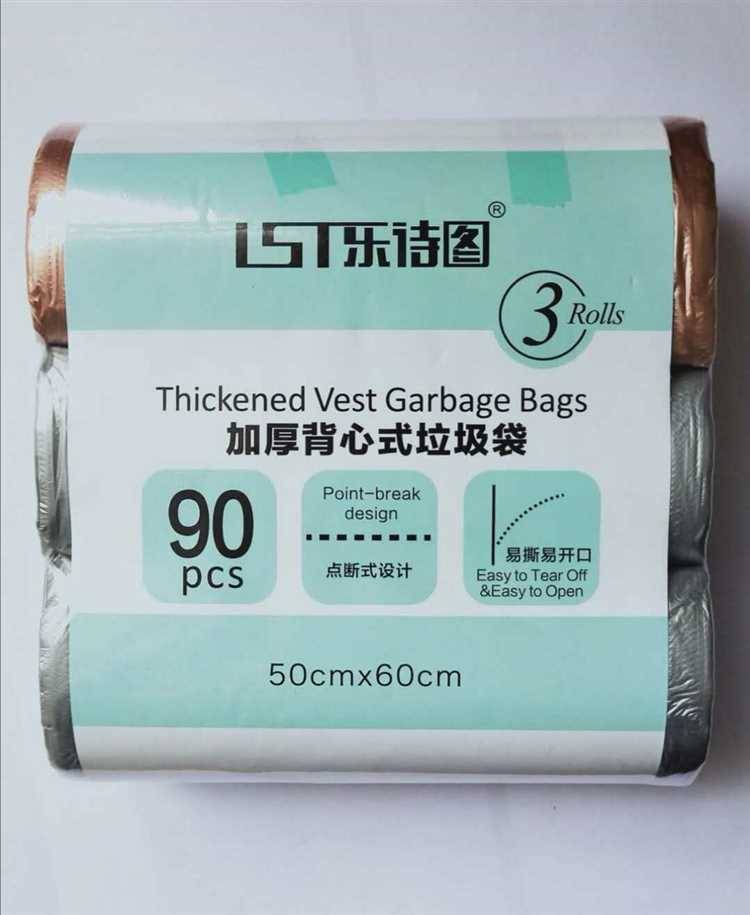 LST乐诗图®
3 Rolls
Thickened Vest Garbage Bags
加厚背心式垃圾袋
90
pcs
Point-break
design
点断式设计
易撕易开口
Easy to Tear Off
&Easy to Open
50cmx60cm